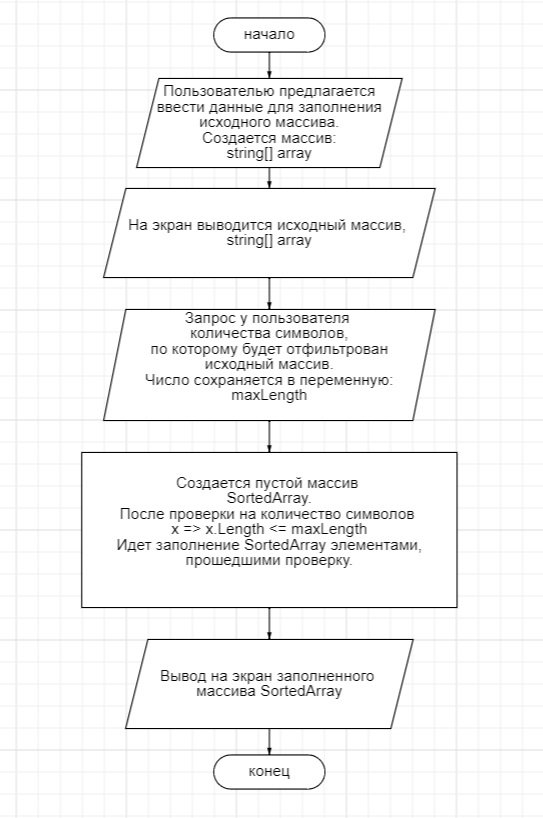 начало
Пользователью предлагается
ввести данные для заполнения
исходного массива.
Создается массив:
string[] array
На экран выводится исходный массив,
string[] array
Запрос у пользователя
количества символов,
по которому будет отфильтрован
исходный массив.
Число сохраняется в переменную:
maxLength
Создается пустой массив
SortedArray.
После проверки на количество символов
x => x.Length <= maxLength
Идет заполнение SortedArray элементами,
прошедшими проверку.
Вывод на экран заполненного
массива SortedArray
конец